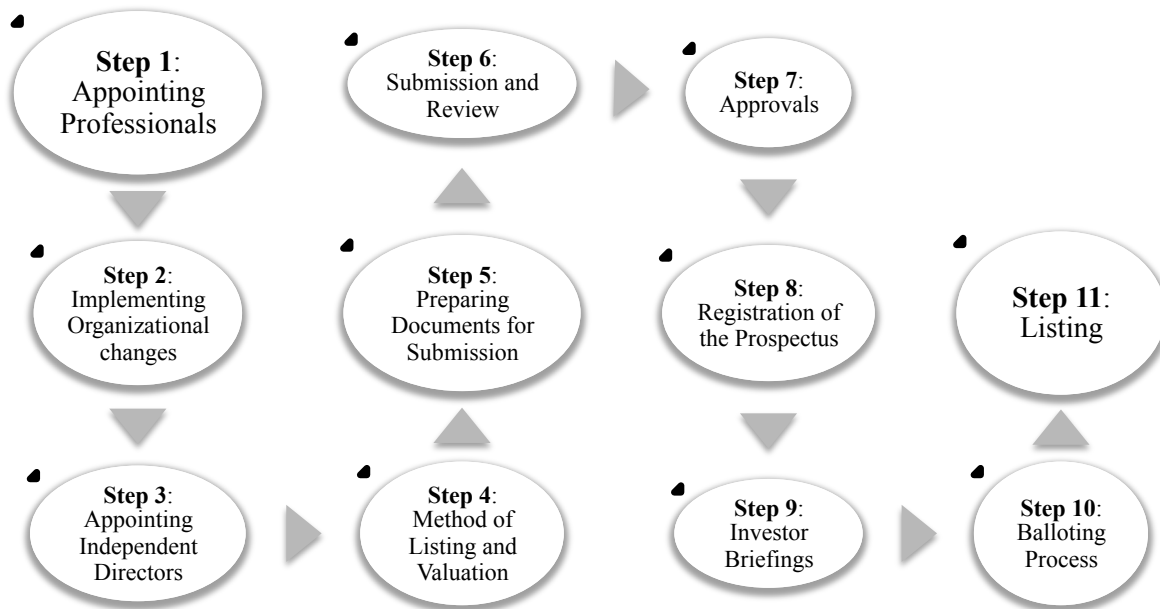 Step 1:
Appointing
Professionals
Step 2:
Implementing
Organizational
changes
Step 3:
Appointing
Independent
Directors
Step 4:
Method of
Listing and
Valuation
Step 5:
Preparing
Documents for
Submission
Step 6:
Submission and
Review
Step 7:
Approvals
Step 8:
Registration of
the Prospectus
Step 9:
Investor
Briefings
Step 10:
Balloting
Process
Step 11:
Listing